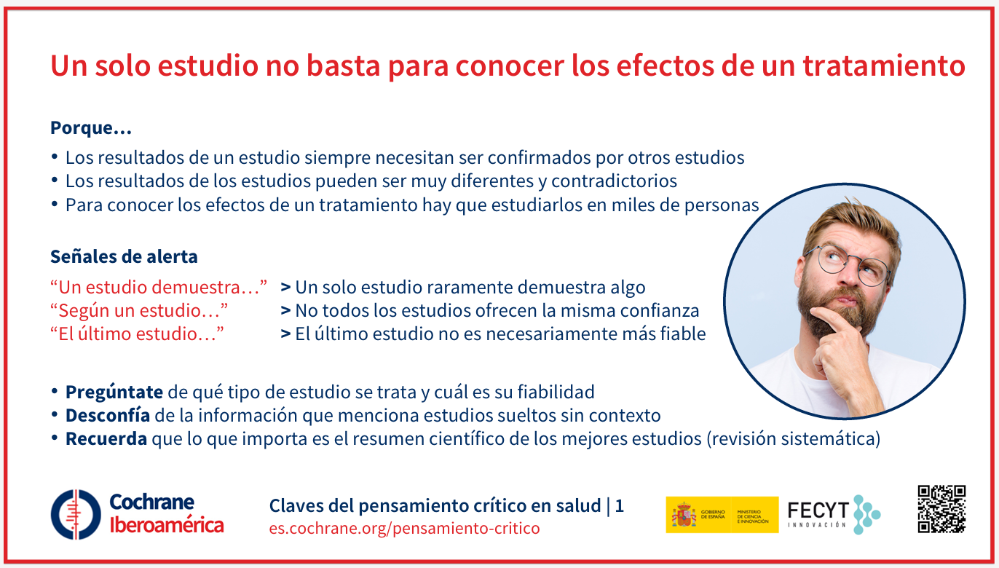 Un solo estudio no basta para conocer los efectos de un tratamiento
Porque...
• Los resultados de un estudio siempre necesitan ser confirmados por otros estudios
• Los resultados de los estudios pueden ser muy diferentes y contradictorios
• Para conocer los efectos de un tratamiento hay que estudiarlos en miles de personas
Señales de alerta
“Un estudio demuestra...” > Un solo estudio raramente demuestra algo
“Según un estudio...” > No todos los estudios ofrecen la misma confianza
“El último estudio...” > El último estudio no es necesariamente más fiable
• Pregúntate de qué tipo de estudio se trata y cuál es su fiabilidad
• Desconfía de la información que menciona estudios sueltos sin contexto
• Recuerda que lo que importa es el resumen científico de los mejores estudios (revisión sistemática)
Cochrane
Iberoamérica
Claves del pensamiento crítico en salud | 1
es.cochrane.org/pensamiento-critico
GOBIERNO
DE ESPAÑA
MINISTERIO
DE CIENCIA
E INNOVACIÓN
FECYT
INNOVACIÓN